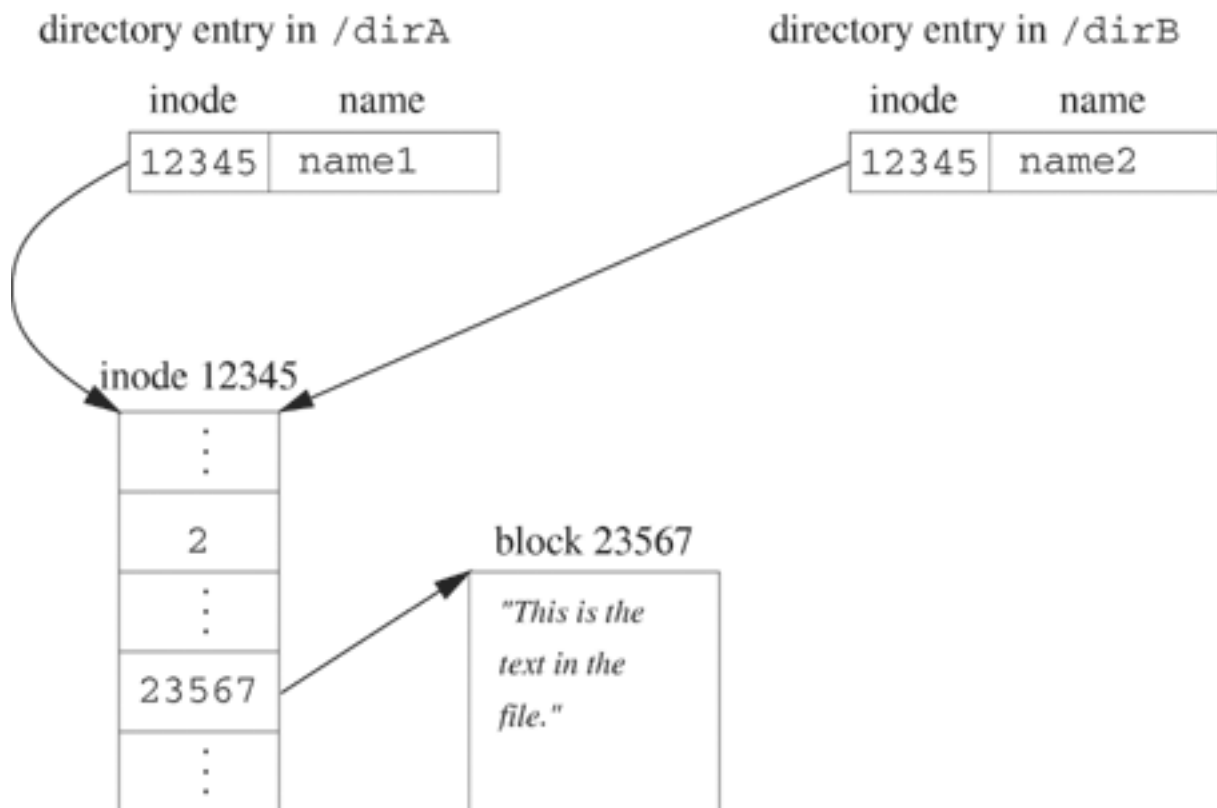 directory entry in /dirA
directory entry in /dirB
inode name
inode name
12345 name1
12345 name2
inode 12345
⋮
2
block 23567
⋮
"This is the
text in the
23567
file."
⋮